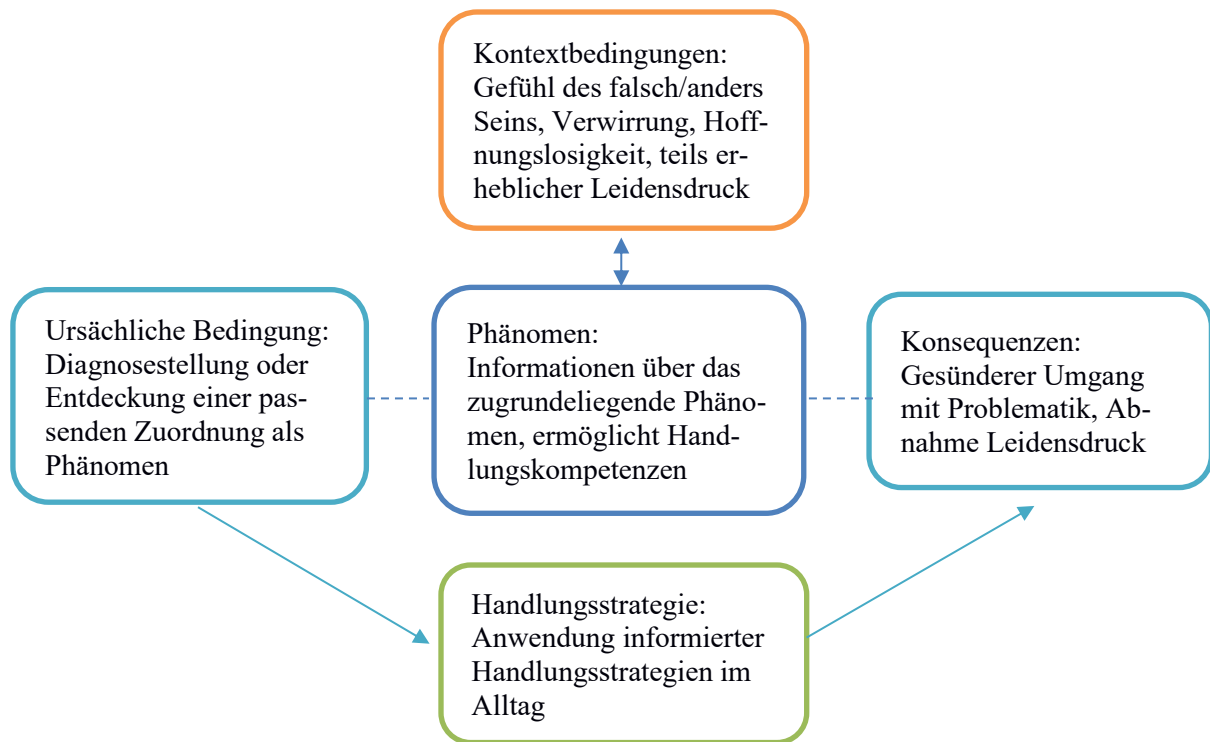 Kontextbedingungen:
Gefühl des falsch/anders
Seins, Verwirrung, Hoff-
nungslosigkeit, teils er-
heblicher Leidensdruck
Ursächliche Bedingung:
Diagnosestellung oder
Entdeckung einer pas-
senden Zuordnung als
Phänomen
Phänomen:
Informationen über das
zugrundeliegende Phäno-
men, ermöglicht Hand-
lungskompetenzen
Konsequenzen:
Gesünderer Umgang
mit Problematik, Ab-
nahme Leidensdruck
Handlungsstrategie:
Anwendung informierter
Handlungsstrategien im
Alltag